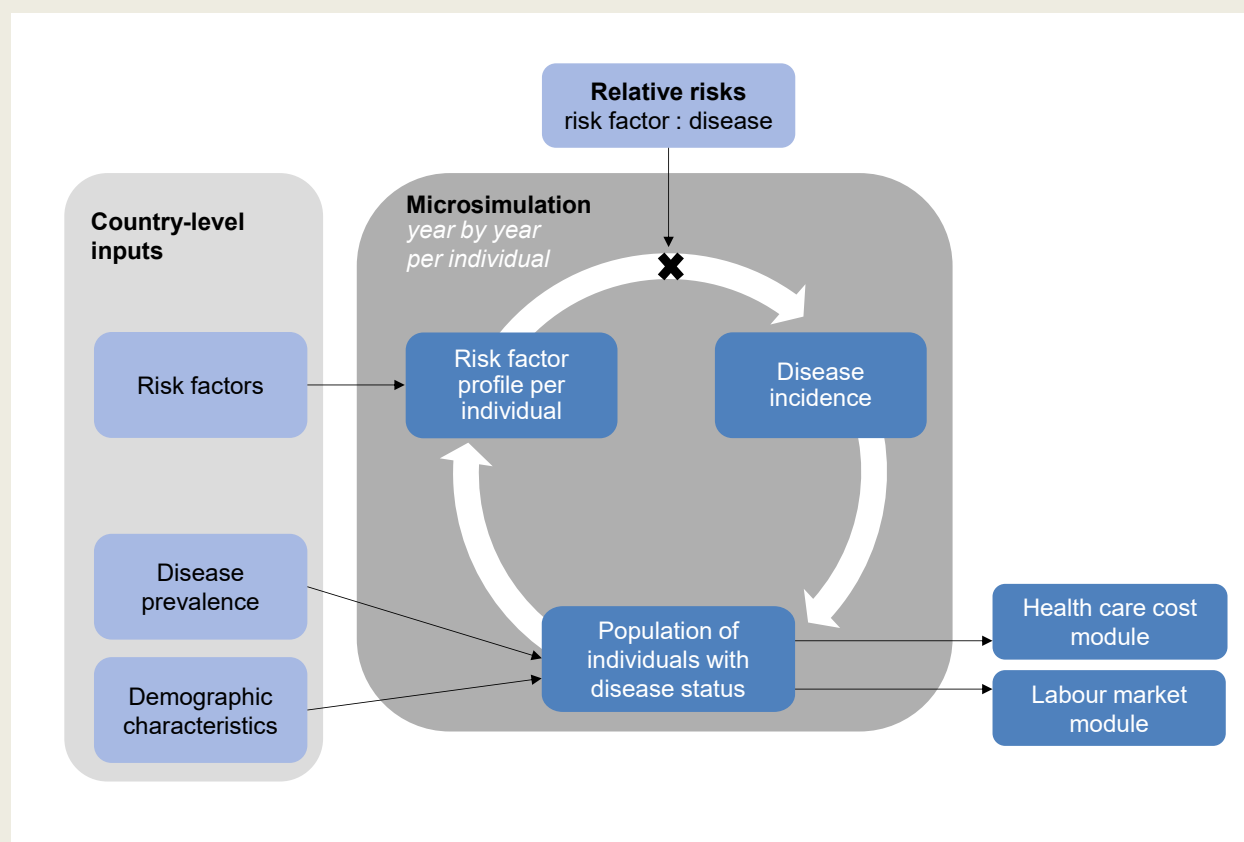 Relative risks
risk factor : disease
Country-level
inputs
Microsimulation
year by year
per individual
Risk factors
Risk factor
profile per
individual
Disease
incidence
Disease
prevalence
Demographic
characteristics
Population of
individuals with
disease status
Health care cost
module
Labour market
module